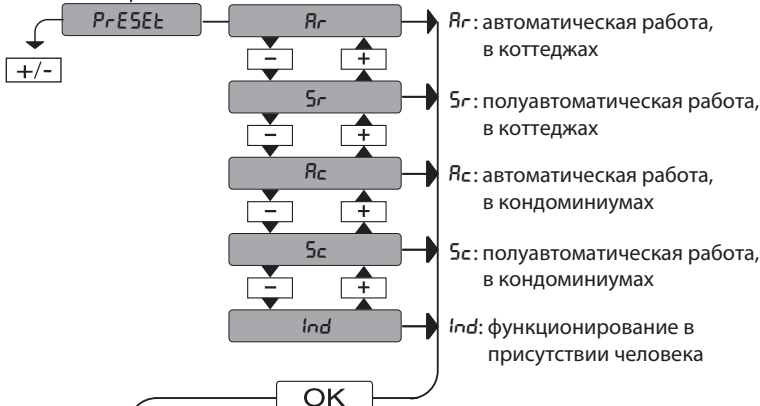 PrESEt
Ar
Ar: автоматическая работа,
в коттеджах
+/-
-
+
Sr
Sr: полуавтоматическая работа,
в коттеджах
-
+
Ac
Ac: автоматическая работа,
в кондоминиумах
-
+
Sc
Sc: полуавтоматическая работа,
в кондоминиумах
-
+
Ind
Ind: функционирование в
присутствии человека
OK